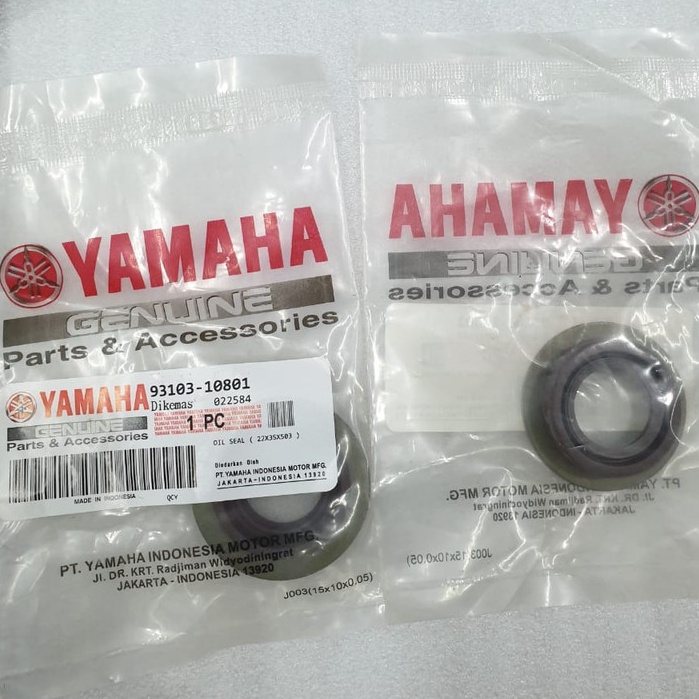 YAMAHA
GENUINE
Parts & Accessories
YAMAHA
GENUINE
Parts & Accessories
93103-10801
Dikemas 022584
1 PC
OIL SEAL ( 22X35X503 )
Diedarkan Oleh
PT.YAMAHA INDONESIA MOTOR MFG.
JAKARTA-INDONESIA 13920
MADE IN INDONESIA
QCY
PT. YAMAHA INDONESIA MOTOR MFG.
Jl. DR. KRT. Radjiman Widyodiningrat
JAKARTA - INDONESIA 13920
J003(15x10x0.05)
AHAMAY
GENUINE
Parts & Accessories
PT. YAMAHA INDONESIA MOTOR MFG.
Jl. DR. KRT. Radjiman Widyodiningrat
JAKARTA - INDONESIA 13920
J003(15x10x0.05)